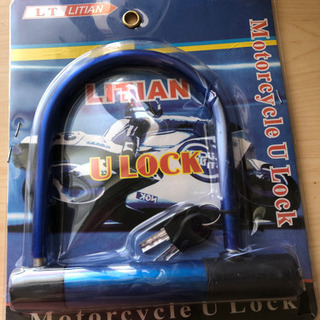 LT LITIAN
LITIAN
U LOCK
Motorcycle U Lock
Motorcycle U Lock